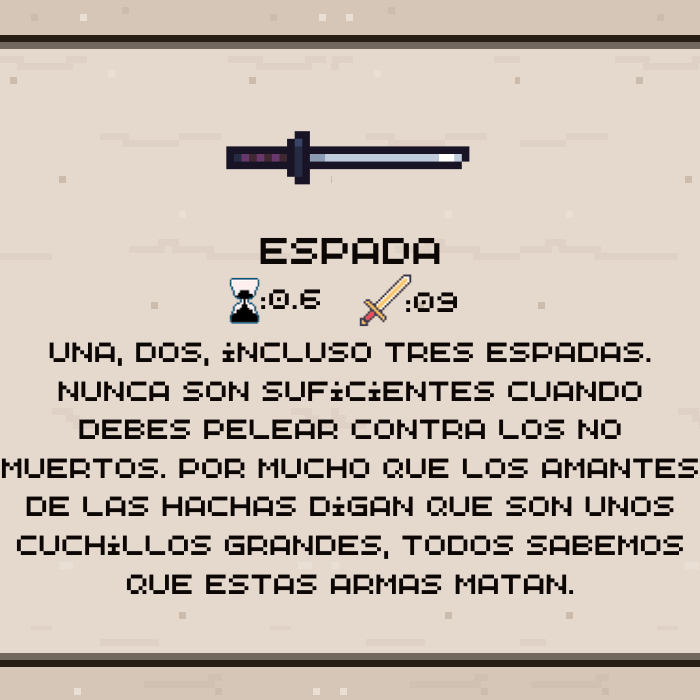 ESPADA
:0.6 :09
UNA, DOS, iNCLUSO TRES ESPADAS.
NUNCA SON SUFiCiENTES CUANDO
DEBES PELEAR CONTRA LOS NO
MUERTOS. POR MUCHO QUE LOS AMANTES
DE LAS HACHAS DiGAN QUE SON UNOS
CUCHiLLOS GRANDES, TODOS SABEMOS
QUE ESTAS ARMAS MATAN.